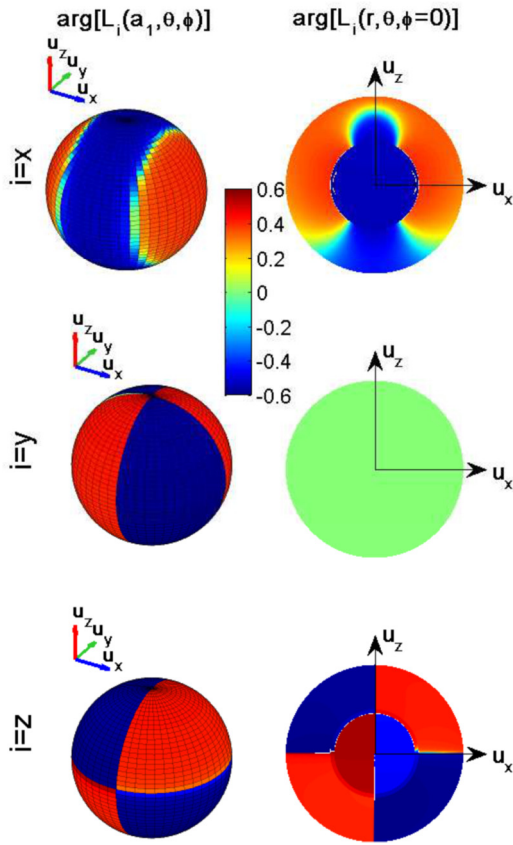 arg[L_i(a_1,θ,ϕ)] arg[L_i(r,θ,ϕ=0)]
u_z
u_y
u_x
u_z
i=x
u_x
0.6
0.4
0.2
0
-0.2
-0.4
-0.6
u_z
u_y
u_x
u_z
i=y
u_x
u_z
u_y
u_x
u_z
i=z
u_x